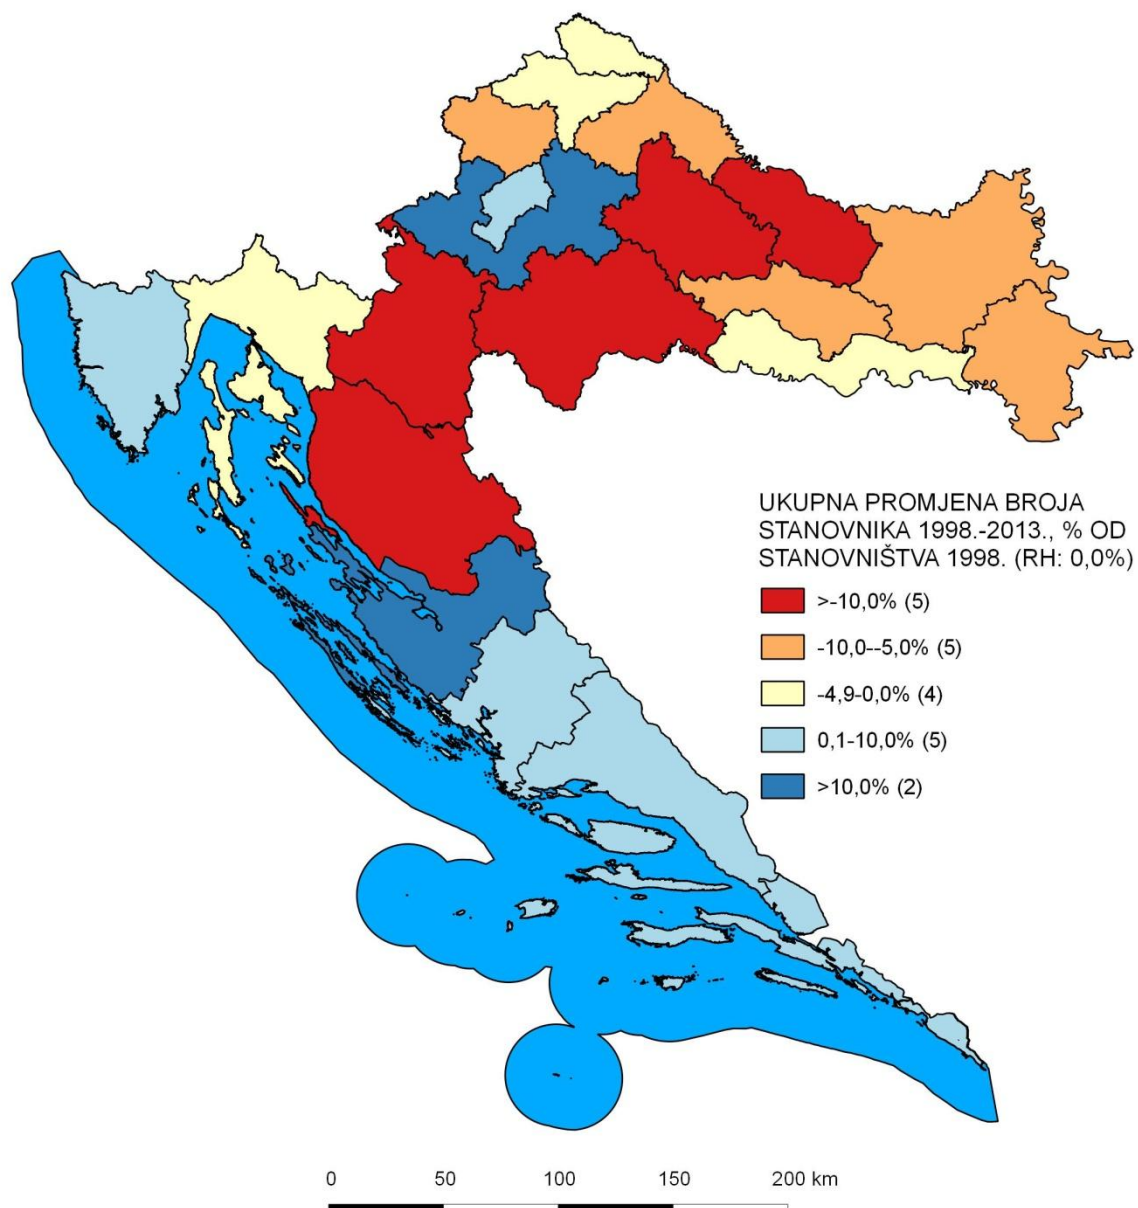 UKUPNA PROMJENA BROJA
STANOVNIKA 1998.-2013., % OD
STANOVNIŠTVA 1998. (RH: 0,0%)
>-10,0% (5)
-10,0--5,0% (5)
-4,9-0,0% (4)
0,1-10,0% (5)
>10,0% (2)
0 50 100 150 200 km